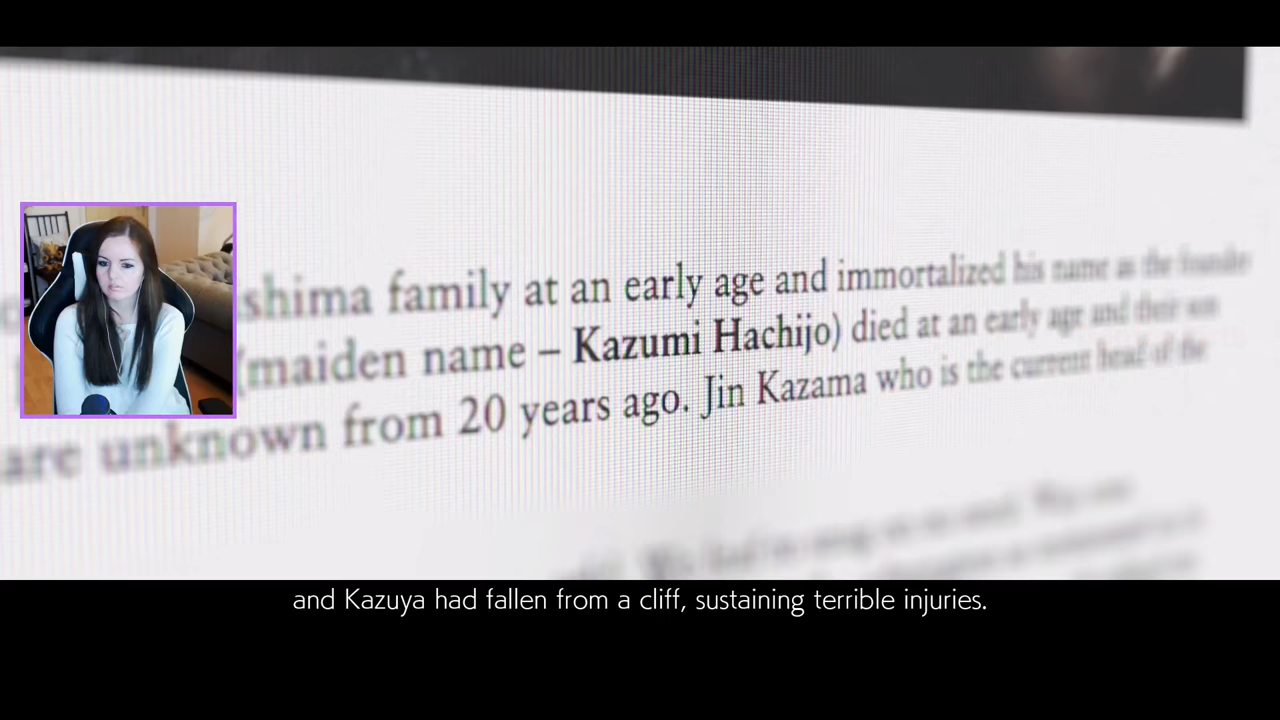 shima family at an early age and immortalized his name as the founder
(maiden name – Kazumi Hachijo) died at an early age and their son
are unknown from 20 years ago. Jin Kazama who is the current head of the
and Kazuya had fallen from a cliff, sustaining terrible injuries.